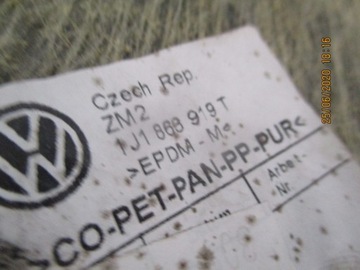 25/06/2020 18:16
Czech Rep.
ZM2
1J1 868 919 T
>EPDM - M
CO-PET-PAN-PP-PUR<
Arbeit-
-Nr.